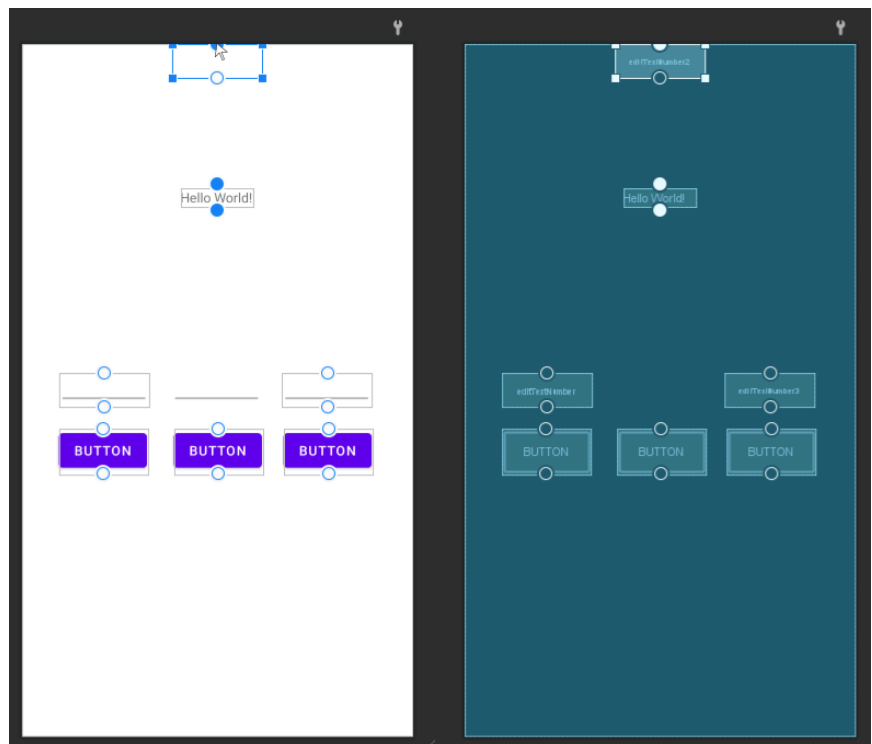 editTextNumber2
Hello World!
Hello World!
editTextNumber
editTextNumber3
BUTTON
BUTTON
BUTTON
BUTTON
BUTTON
BUTTON